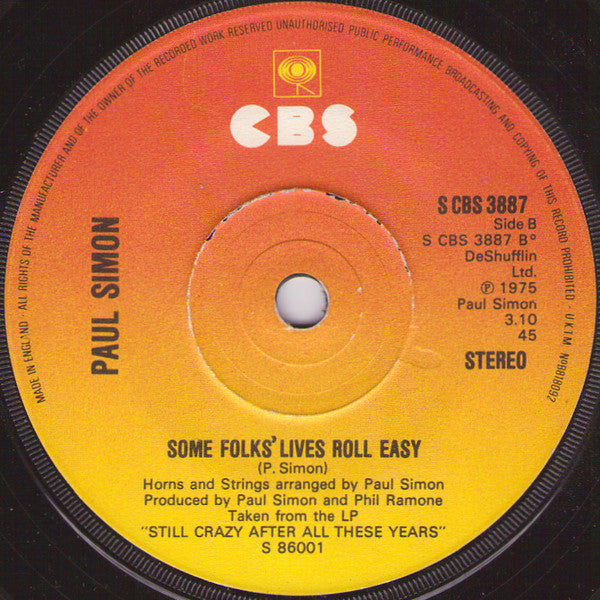 MADE IN ENGLAND · ALL RIGHTS OF THE MANUFACTURER AND OF THE OWNER OF THE RECORDED WORK RESERVED UNAUTHORISED PUBLIC PERFORMANCE BROADCASTING AND COPYING OF THIS RECORD PROHIBITED · U.K.T.M. No B818092
CBS
PAUL SIMON
S CBS 3887
Side B
S CBS 3887 B°
DeShufflin
Ltd.
℗ 1975
Paul Simon
3.10
45
STEREO
SOME FOLKS' LIVES ROLL EASY
(P. Simon)
Horns and Strings arranged by Paul Simon
Produced by Paul Simon and Phil Ramone
Taken from the LP
"STILL CRAZY AFTER ALL THESE YEARS"
S 86001